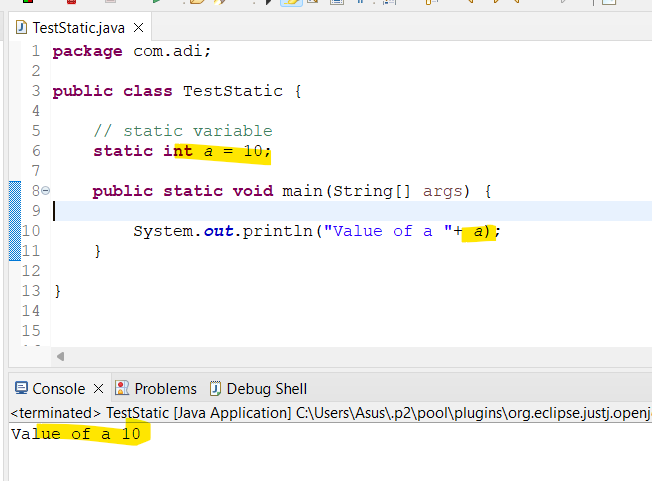 TestStatic.java
1 package com.adi;
2
3 public class TestStatic {
4
5     // static variable
6     static int a = 10;
7
8     public static void main(String[] args) {
9
10         System.out.println("Value of a "+ a);
11     }
12
13 }
14
15
Console Problems Debug Shell
<terminated> TestStatic [Java Application] C:\Users\Asus\.p2\pool\plugins\org.eclipse.justj.openj
Value of a 10